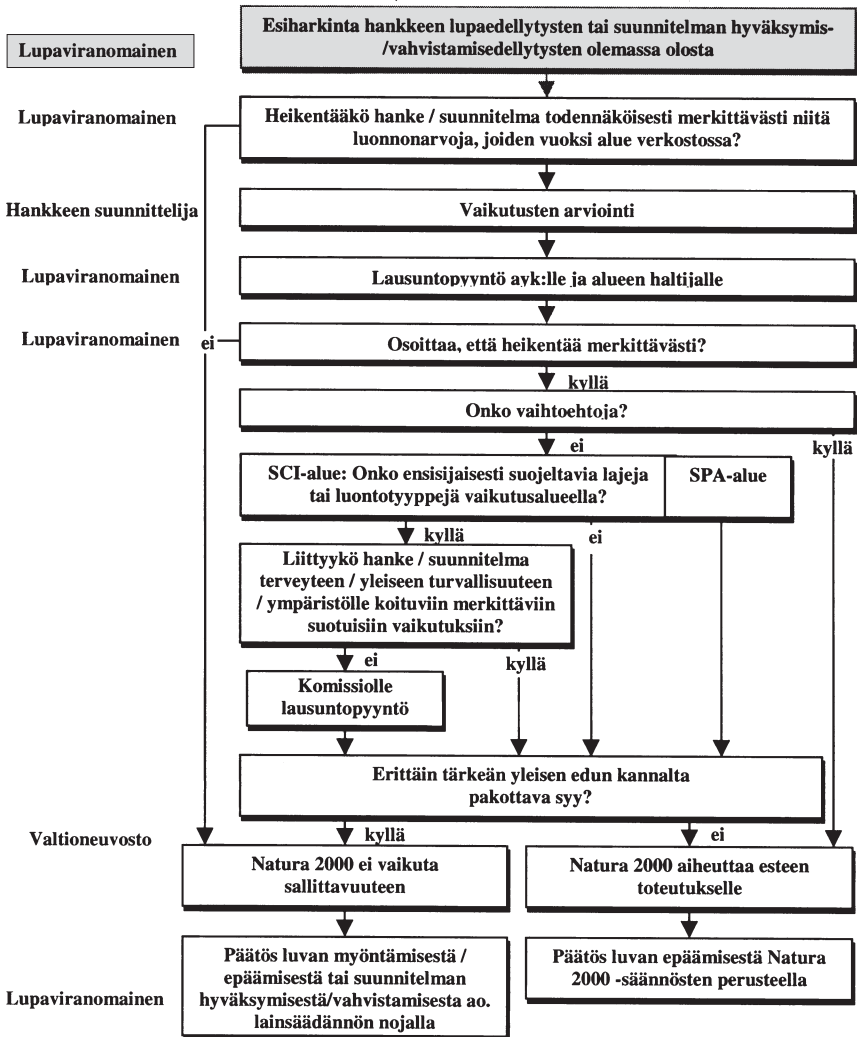 Esiharkinta hankkeen lupaedellytysten tai suunnitelman hyväksymis-
/vahvistamisedellytysten olemassa olosta
Lupaviranomainen
Lupaviranomainen
Heikentääkö hanke / suunnitelma todennäköisesti merkittävästi niitä
luonnonarvoja, joiden vuoksi alue verkostossa?
Hankkeen suunnittelija
Vaikutusten arviointi
Lupaviranomainen
Lausuntopyyntö ayk:lle ja alueen haltijalle
Lupaviranomainen
ei
Osoittaa, että heikentää merkittävästi?
kyllä
Onko vaihtoehtoja?
ei
kyllä
SCI-alue: Onko ensisijaisesti suojeltavia lajeja
tai luontotyyppejä vaikutusalueella?
SPA-alue
kyllä
ei
Liittyykö hanke / suunnitelma
terveyteen / yleiseen turvallisuuteen
/ ympäristölle koituviin merkittäviin
suotuisiin vaikutuksiin?
ei
kyllä
Komissiolle
lausuntopyyntö
Erittäin tärkeän yleisen edun kannalta
pakottava syy?
Valtioneuvosto
kyllä
ei
Natura 2000 ei vaikuta
sallittavuuteen
Natura 2000 aiheuttaa esteen
toteutukselle
Lupaviranomainen
Päätös luvan myöntämisestä /
epäämisestä tai suunnitelman
hyväksymisestä/vahvistamisesta ao.
lainsäädännön nojalla
Päätös luvan epäämisestä Natura
2000 -säännösten perusteella